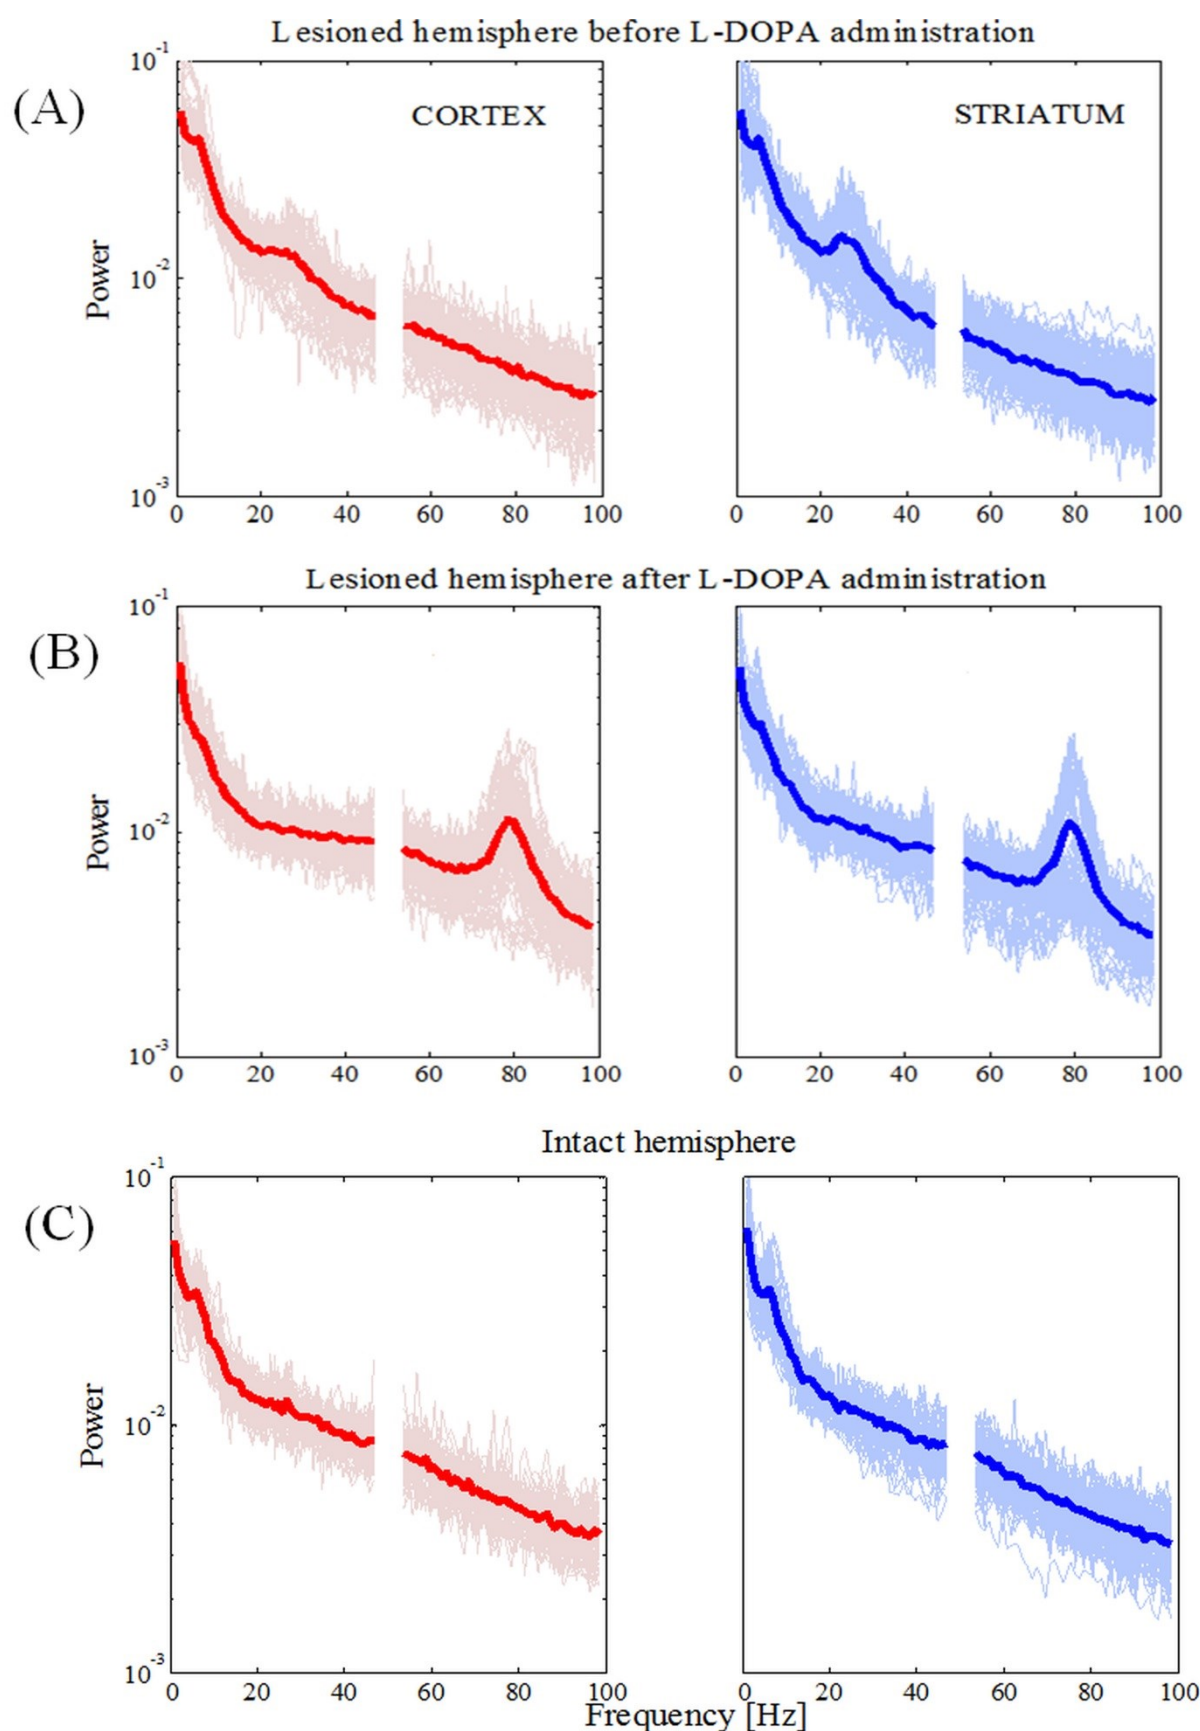 Lesioned hemisphere before L-DOPA administration
(A)
CORTEX
STRIATUM
Power
10-1
10-2
10-3
0 20 40 60 80 100
0 20 40 60 80 100
Lesioned hemisphere after L-DOPA administration
(B)
Power
10-1
10-2
10-3
0 20 40 60 80 100
0 20 40 60 80 100
Intact hemisphere
(C)
Power
10-1
10-2
10-3
0 20 40 60 80 100
0 20 40 60 80 100
Frequency [Hz]